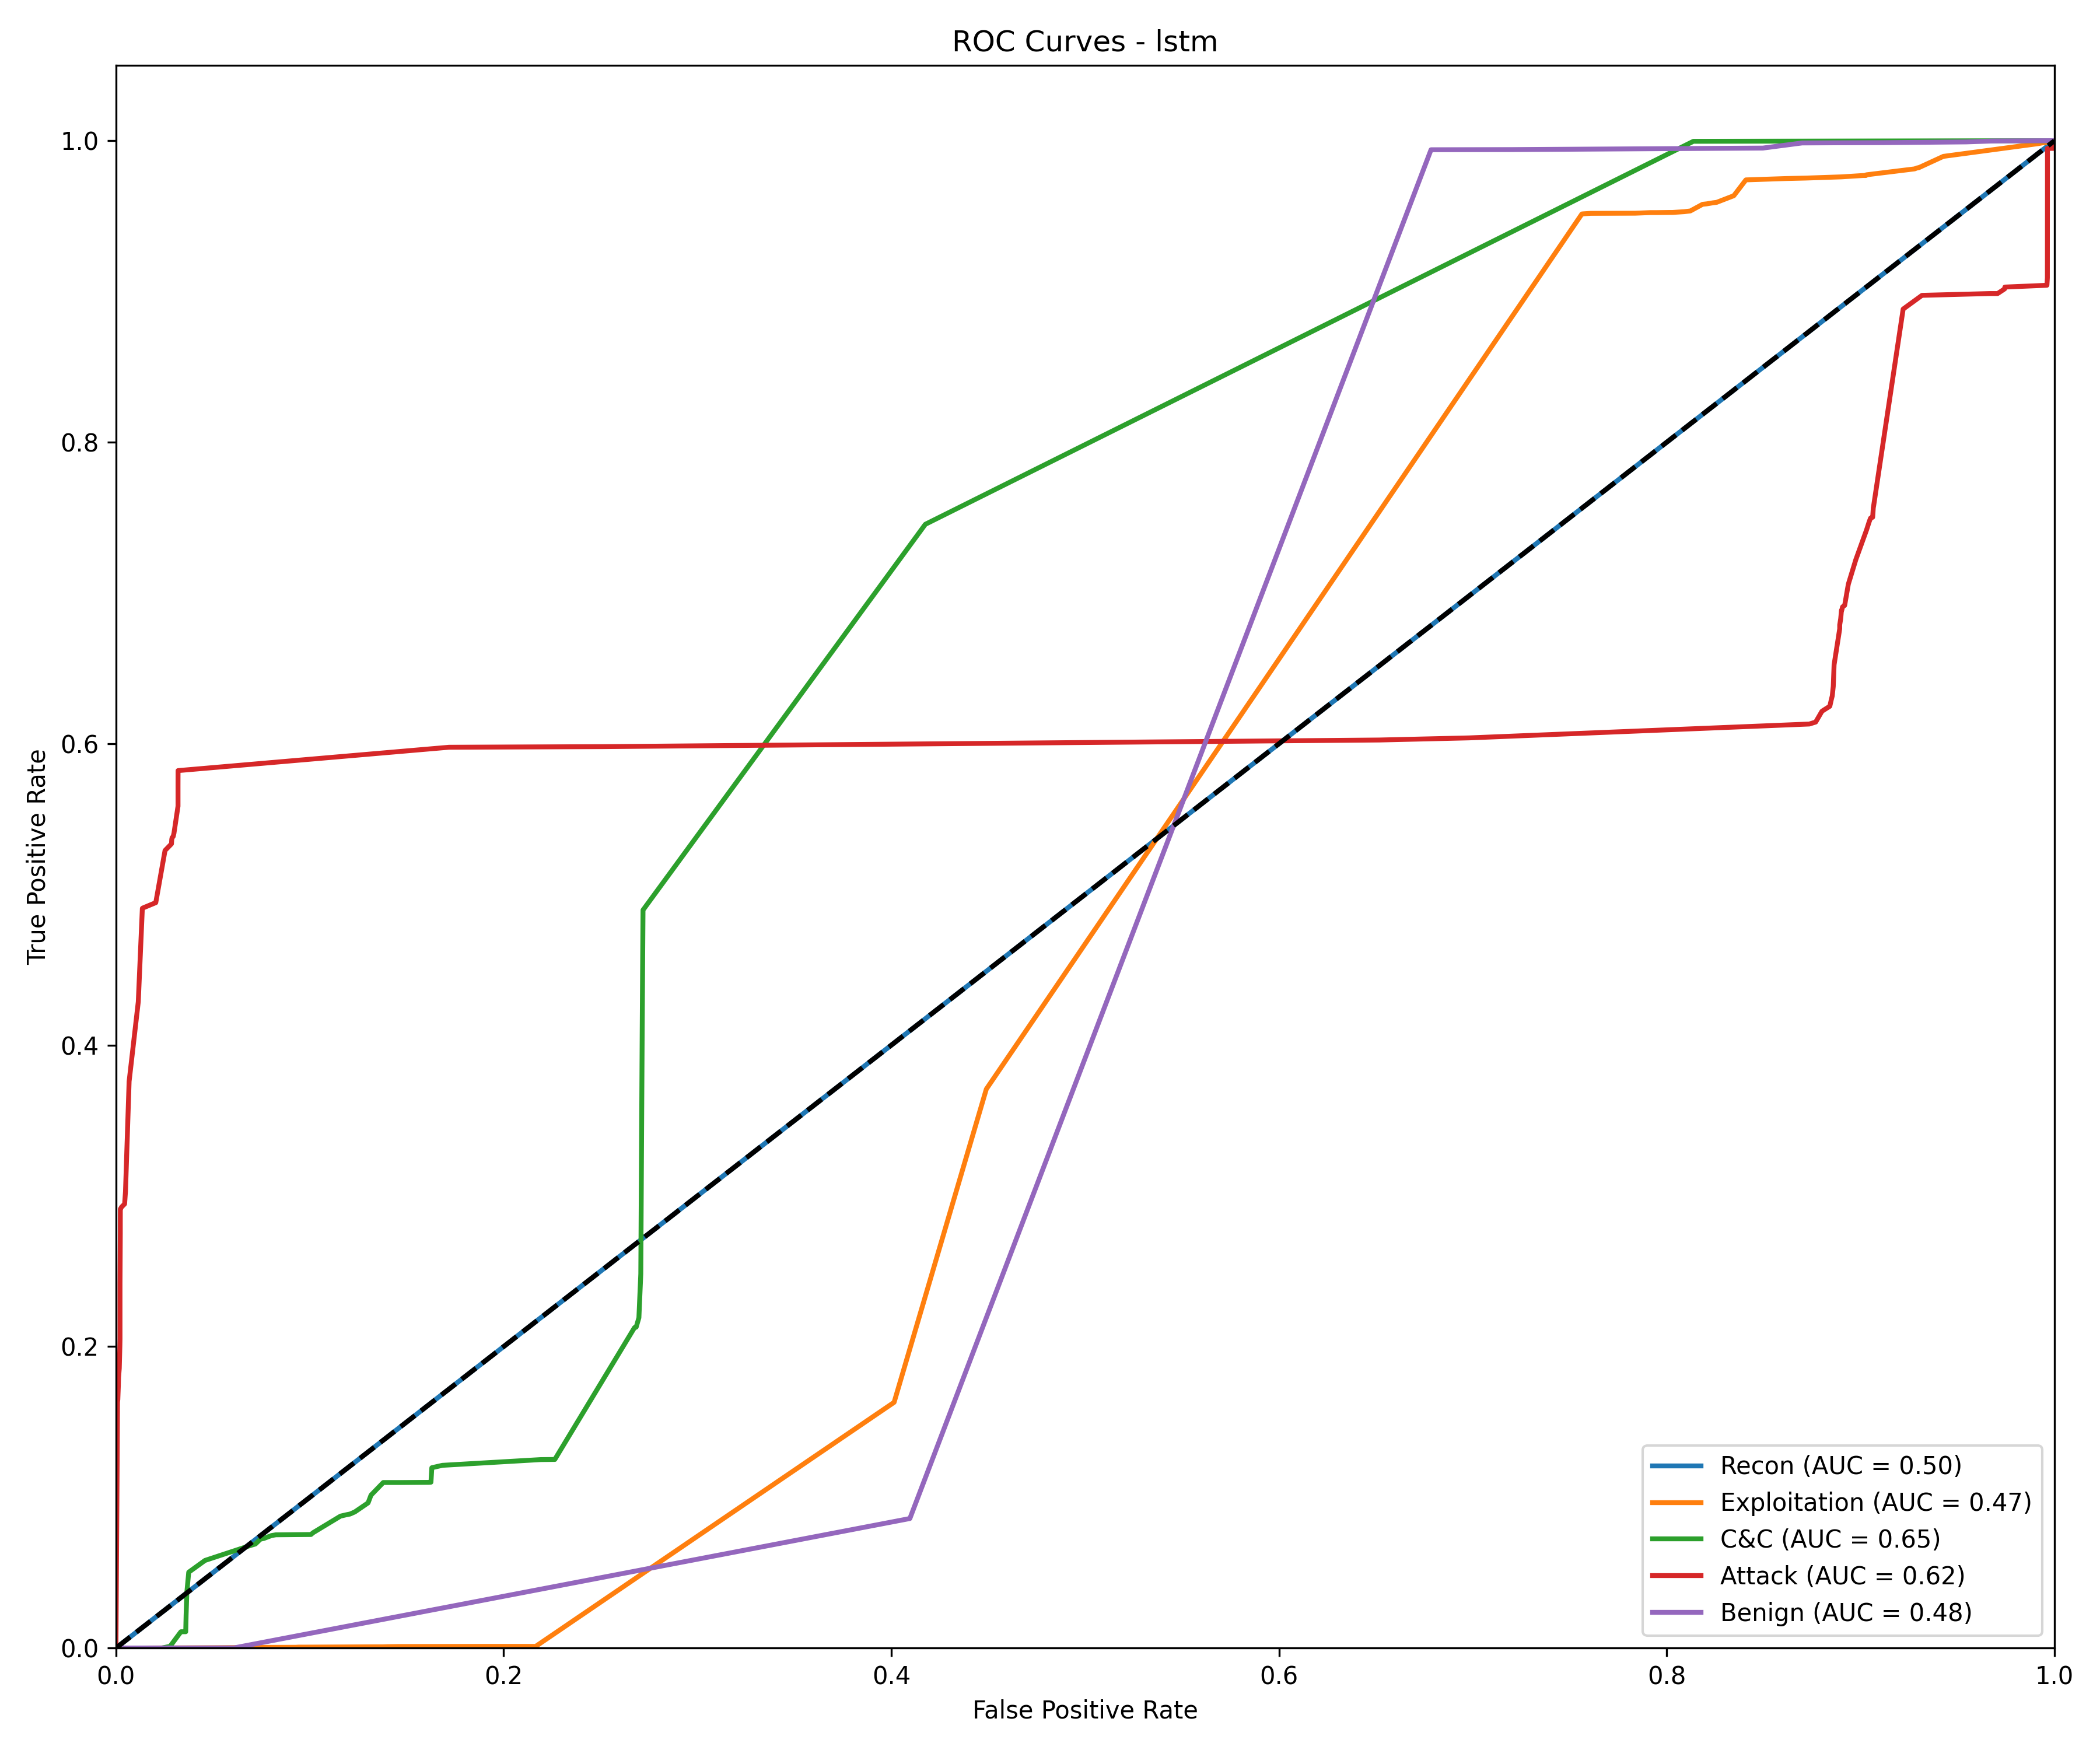 ROC Curves - lstm
True Positive Rate
1.0
0.8
0.6
0.4
0.2
0.0
0.0 0.2 0.4 0.6 0.8 1.0
False Positive Rate
Recon (AUC = 0.50)
Exploitation (AUC = 0.47)
C&C (AUC = 0.65)
Attack (AUC = 0.62)
Benign (AUC = 0.48)